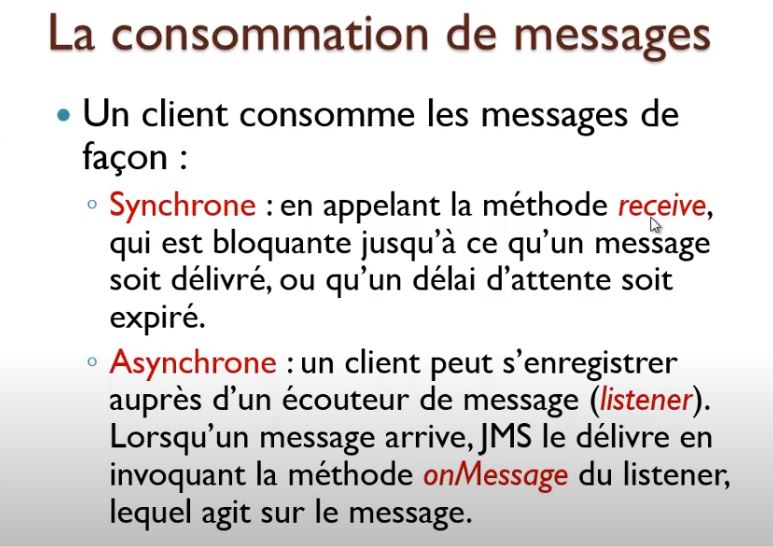 La consommation de messages
• Un client consomme les messages de
façon :
◦ Synchrone : en appelant la méthode receive,
qui est bloquante jusqu’à ce qu’un message
soit délivré, ou qu’un délai d’attente soit
expiré.
◦ Asynchrone : un client peut s’enregistrer
auprès d’un écouteur de message (listener).
Lorsqu’un message arrive, JMS le délivre en
invoquant la méthode onMessage du listener,
lequel agit sur le message.